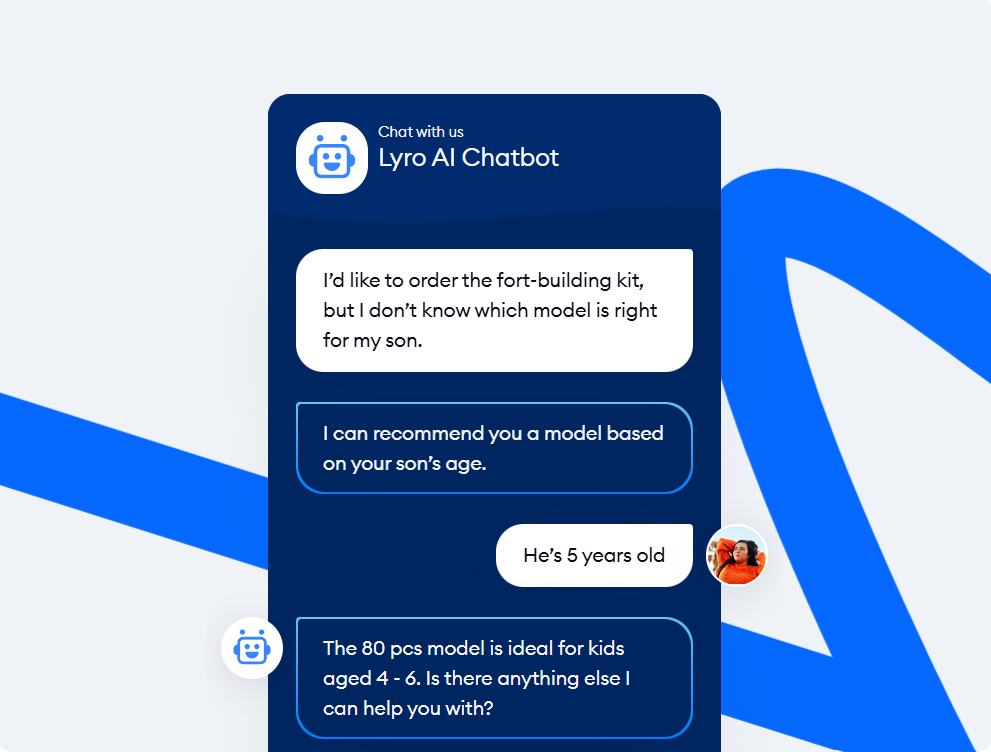 Chat with us
Lyro AI Chatbot
I’d like to order the fort-building kit,
but I don’t know which model is right
for my son.
I can recommend you a model based
on your son’s age.
He’s 5 years old
The 80 pcs model is ideal for kids
aged 4 - 6. Is there anything else I
can help you with?